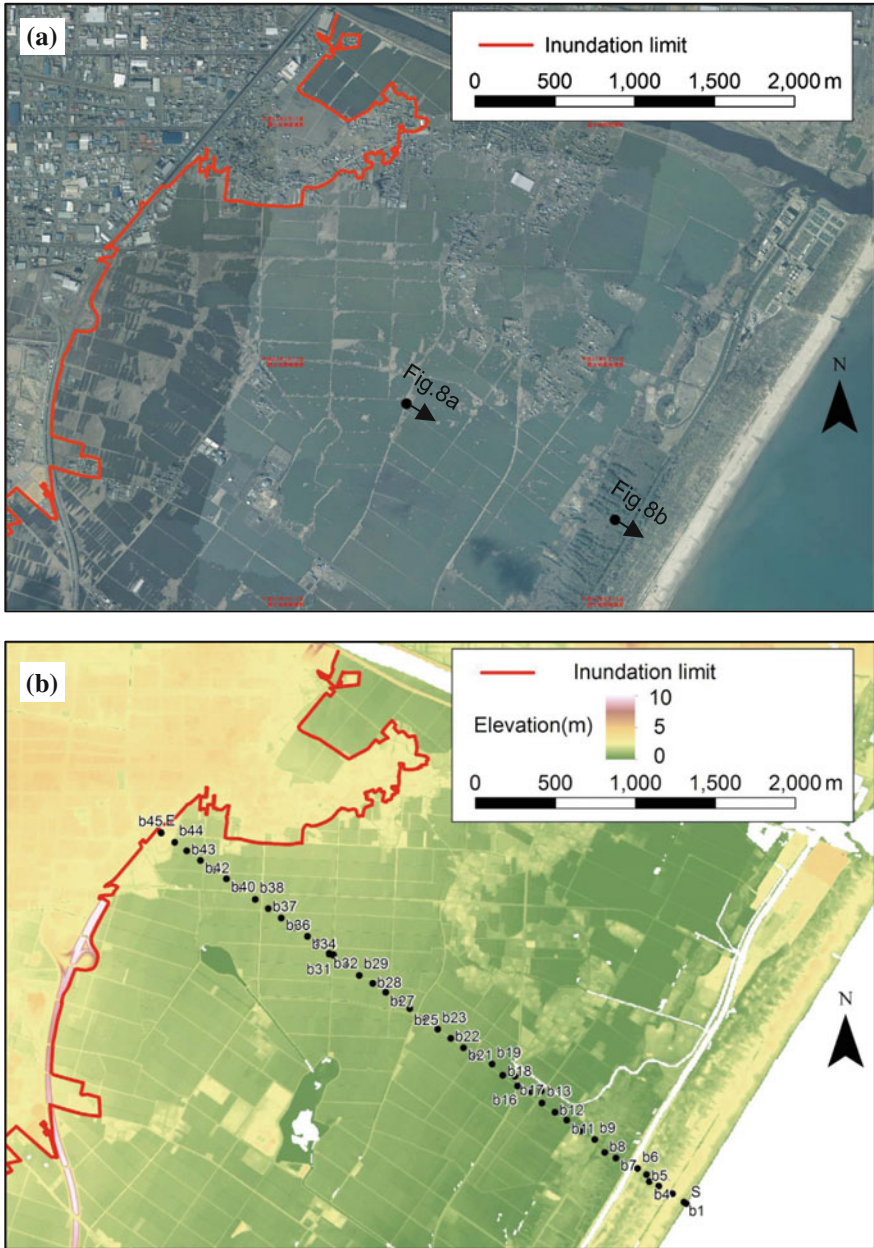 (a)
Inundation limit
0 500 1,000 1,500 2,000 m
N
Fig.8a
Fig.8b
(b)
Inundation limit
Elevation(m)
10
5
0
0 500 1,000 1,500 2,000 m
N
b45 E
b44
b43
b42
b40 b38
b37
b36
b34
b31 b32 b29
b28
b27
b25 b23
b22
b21 b19
b18
b16 b17 b13
b12
b11 b9
b8
b7 b6
b5
b4 S
b1